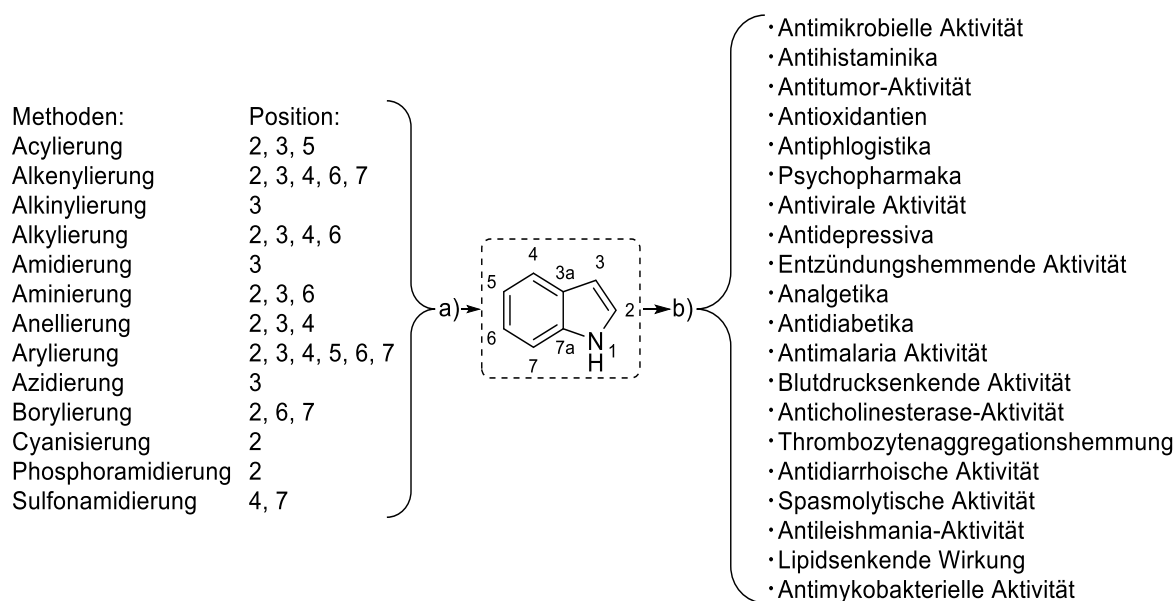 Methoden: Position:
Acylierung 2, 3, 5
Alkenylierung 2, 3, 4, 6, 7
Alkinylierung 3
Alkylierung 2, 3, 4, 6
Amidierung 3
Aminierung 2, 3, 6
Anellierung 2, 3, 4
Arylierung 2, 3, 4, 5, 6, 7
Azidierung 3
Borylierung 2, 6, 7
Cyanisierung 2
Phosphoramidierung 2
Sulfonamidierung 4, 7
a)
4
3a
3
5
2
6
7a
N
1
7
H
b)
·Antimikrobielle Aktivität
·Antihistaminika
·Antitumor-Aktivität
·Antioxidantien
·Antiphlogistika
·Psychopharmaka
·Antivirale Aktivität
·Antidepressiva
·Entzündungshemmende Aktivität
·Analgetika
·Antidiabetika
·Antimalaria Aktivität
·Blutdrucksenkende Aktivität
·Anticholinesterase-Aktivität
·Thrombozytenaggregationshemmung
·Antidiarrhoische Aktivität
·Spasmolytische Aktivität
·Antileishmania-Aktivität
·Lipidsenkende Wirkung
·Antimykobakterielle Aktivität